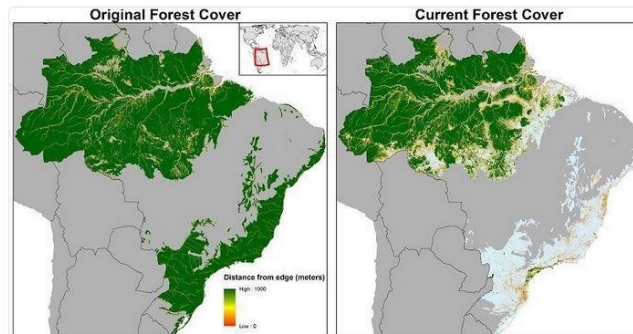 Original Forest Cover
Current Forest Cover
Distance from edge (meters)
High : 1000
Low : 0